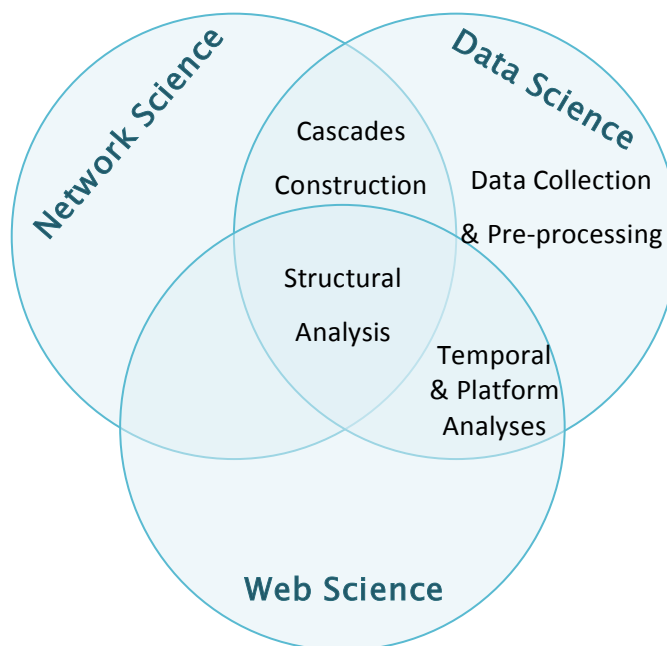 Network Science
Data Science
Cascades
Construction
Data Collection
& Pre-processing
Structural
Analysis
Temporal
& Platform
Analyses
Web Science